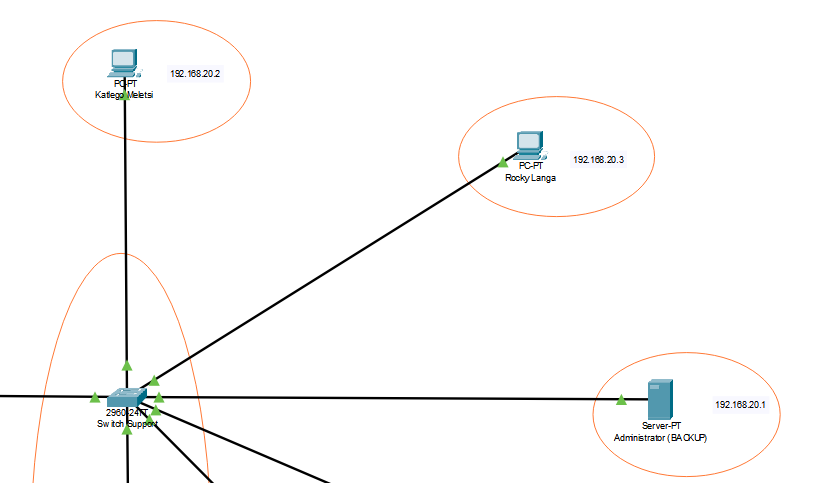 192.168.20.2
PC-PT
Katlego Meletsi
192.168.20.3
PC-PT
Rocky Langa
2960-24TT
Switch Support
192.168.20.1
Server-PT
Administrator (BACKUP)